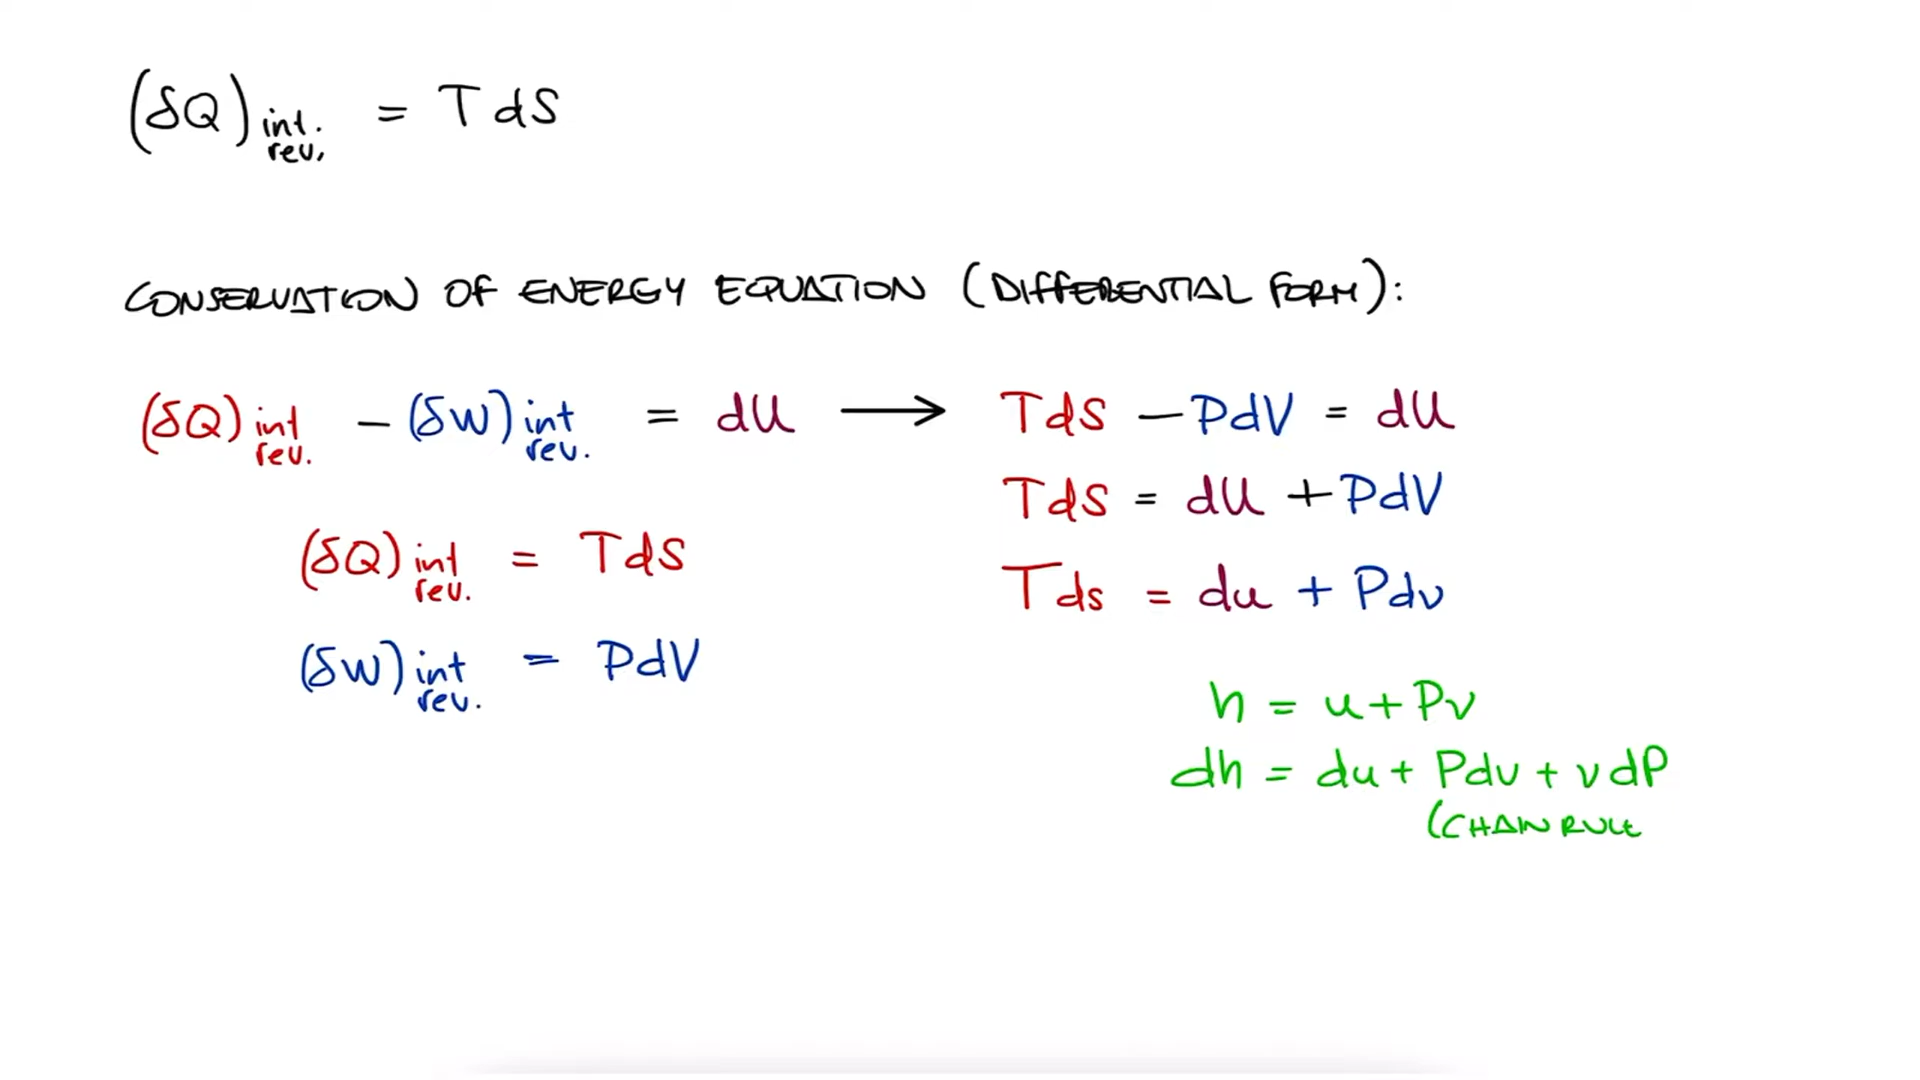 (δQ) int. rev. = T dS
CONSERVATION OF ENERGY EQUATION (DIFFERENTIAL FORM):
(δQ) int rev. − (δW) int rev. = dU → TdS − PdV = dU
TdS = dU + PdV
(δQ) int rev. = TdS
Tds = du + Pdv
(δW) int rev. = PdV
h = u + Pv
dh = du + Pdv + vdP
(CHAIN RULE